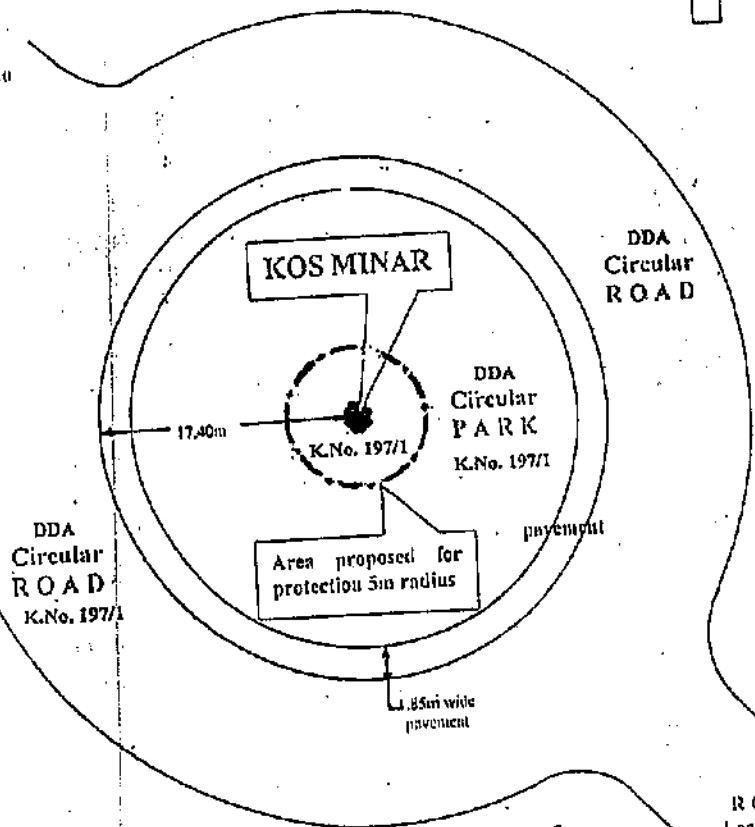 KOS MINAR
DDA
Circular
ROAD
DDA
Circular
PARK
K.No. 197/1
17.40m
K.No. 197/1
pavement
Area proposed for
protection 5m radius
DDA
Circular
ROAD
K.No. 197/1
1.85m wide
pavement